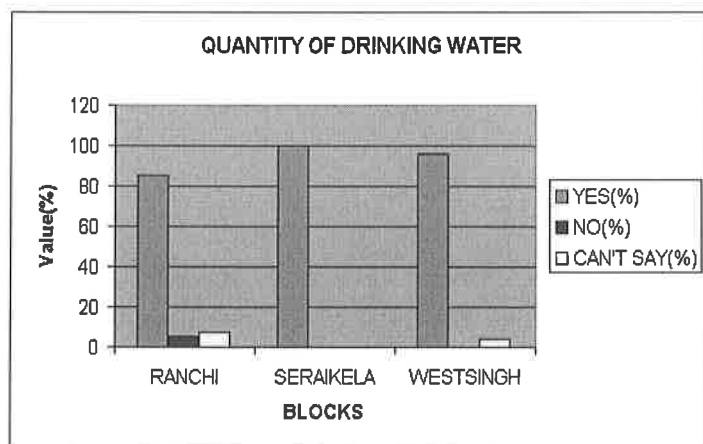 QUANTITY OF DRINKING WATER
120
100
80
60
40
20
0
Value(%)
RANCHI SERAIKELA WESTSINGH
BLOCKS
YES(%)
NO(%)
CAN'T SAY(%)